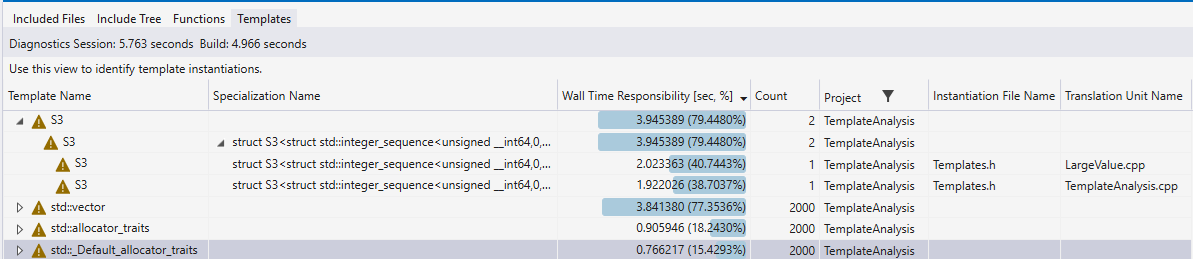 Included Files Include Tree Functions Templates
Diagnostics Session: 5.763 seconds Build: 4.966 seconds
Use this view to identify template instantiations.
Template Name Specialization Name Wall Time Responsibility [sec, %] Count Project Instantiation File Name Translation Unit Name
S3 3.945389 (79.4480%) 2 TemplateAnalysis
S3 struct S3<struct std::integer_sequence<unsigned __int64,0,... 3.945389 (79.4480%) 2 TemplateAnalysis
S3 struct S3<struct std::integer_sequence<unsigned __int64,0,... 2.023363 (40.7443%) 1 TemplateAnalysis Templates.h LargeValue.cpp
S3 struct S3<struct std::integer_sequence<unsigned __int64,0,... 1.922026 (38.7037%) 1 TemplateAnalysis Templates.h TemplateAnalysis.cpp
std::vector 3.841380 (77.3536%) 2000 TemplateAnalysis
std::allocator_traits 0.905946 (18.2430%) 2000 TemplateAnalysis
std::_Default_allocator_traits 0.766217 (15.4293%) 2000 TemplateAnalysis